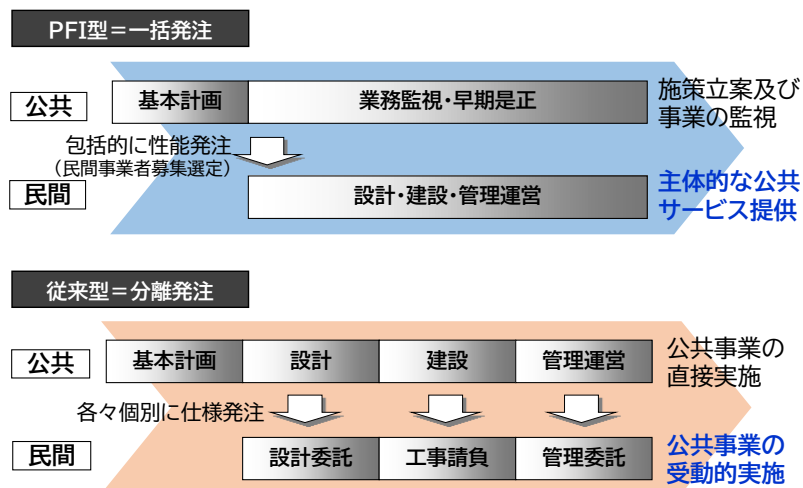 PFI型＝一括発注
公共
基本計画
業務監視・早期是正
施策立案及び
事業の監視
包括的に性能発注
（民間事業者募集選定）
民間
設計・建設・管理運営
主体的な公共
サービス提供
従来型＝分離発注
公共
基本計画
設計
建設
管理運営
公共事業の
直接実施
各々個別に仕様発注
民間
設計委託
工事請負
管理委託
公共事業の
受動的実施